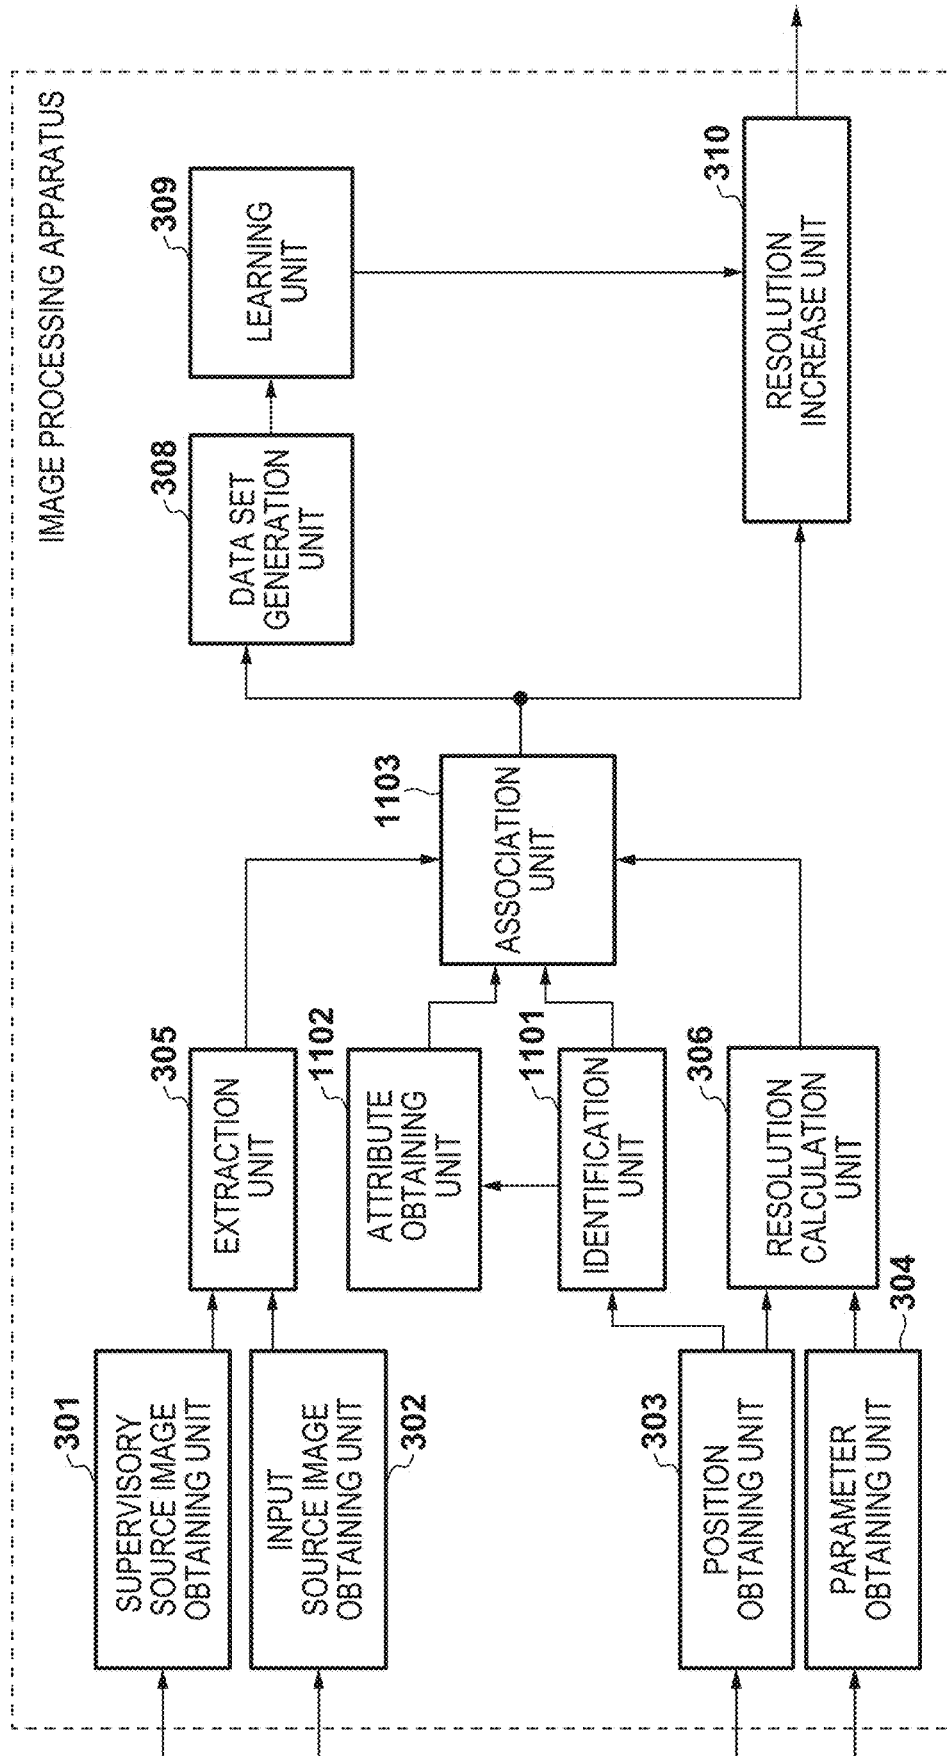 IMAGE PROCESSING APPARATUS
301
SUPERVISORY
SOURCE IMAGE
OBTAINING UNIT
INPUT
SOURCE IMAGE
OBTAINING UNIT
302
303
POSITION
OBTAINING UNIT
304
PARAMETER
OBTAINING UNIT
305
EXTRACTION
UNIT
1102
ATTRIBUTE
OBTAINING
UNIT
1101
IDENTIFICATION
UNIT
306
RESOLUTION
CALCULATION
UNIT
1103
ASSOCIATION
UNIT
308
DATA SET
GENERATION
UNIT
309
LEARNING
UNIT
310
RESOLUTION
INCREASE UNIT